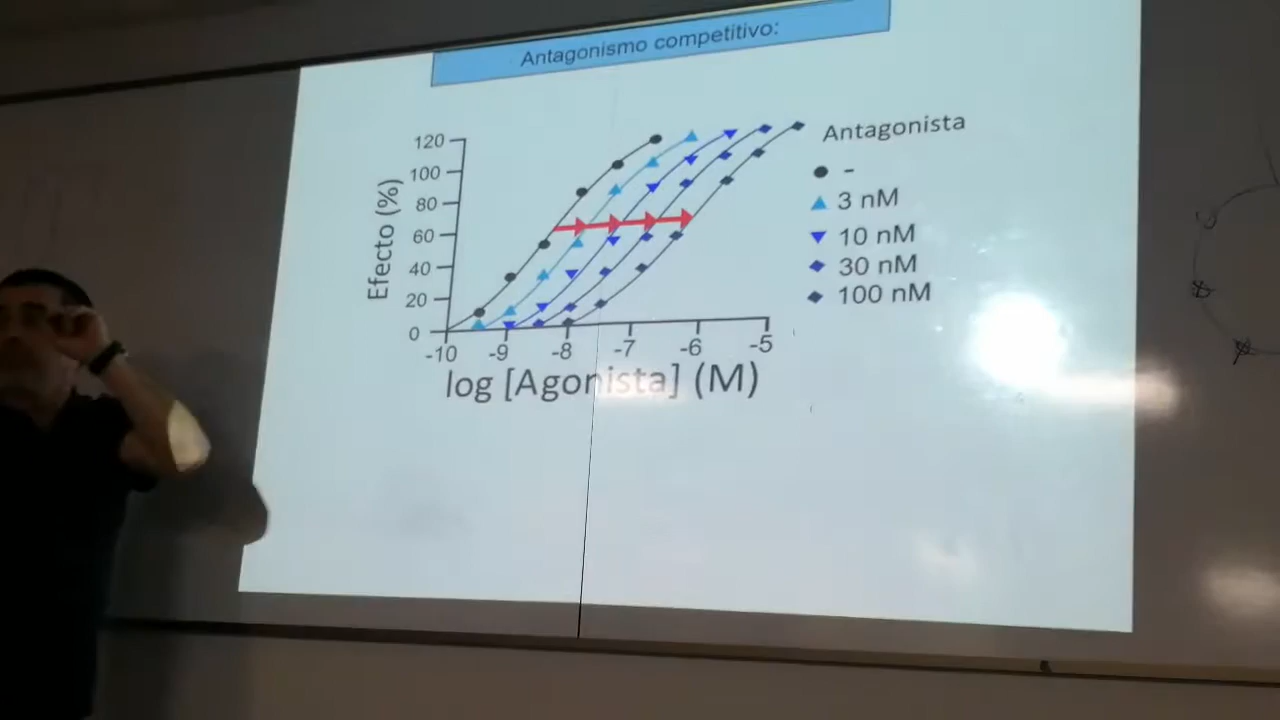 Antagonismo competitivo:
120
100
80
60
40
20
0
Efecto (%)
-10
-9
-8
-7
-6
-5
log [Agonista] (M)
Antagonista
-
3 nM
10 nM
30 nM
100 nM